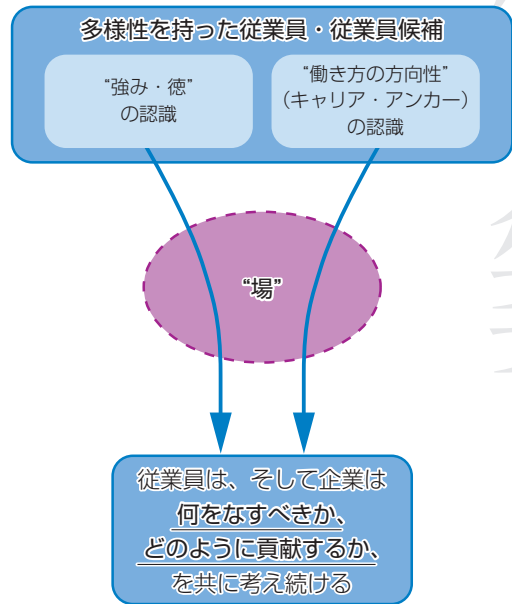 多様性を持った従業員・従業員候補
“強み・徳”
の認識
“働き方の方向性”
(キャリア・アンカー)
の認識
“場”
従業員は、そして企業は
何をなすべきか、
どのように貢献するか、
を共に考え続ける